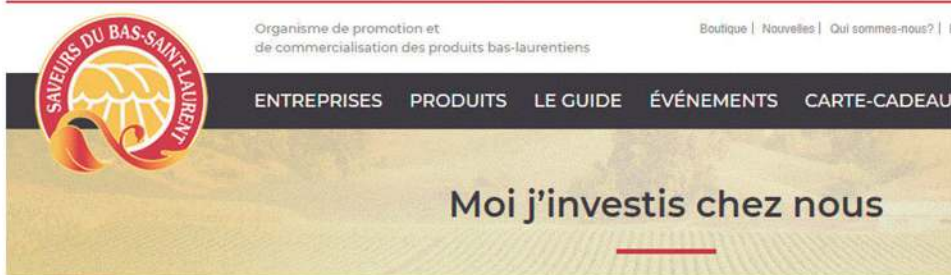 SAVEURS DU BAS-SAINT-LAURENT
Organisme de promotion et
de commercialisation des produits bas-laurentiens
Boutique | Nouvelles | Qui sommes-nous? |
ENTREPRISES PRODUITS LE GUIDE ÉVÉNEMENTS CARTE-CADEAU
Moi j'investis chez nous